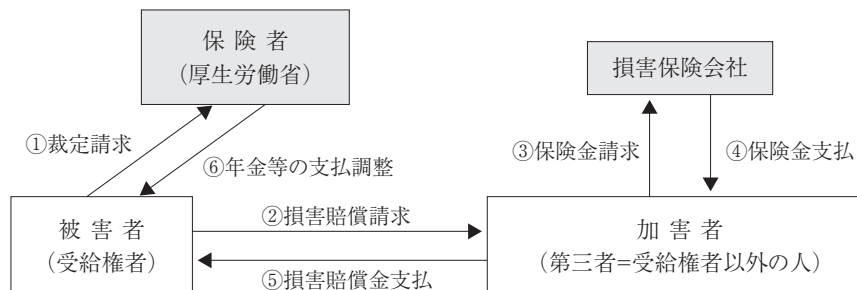 保険者
(厚生労働省)
損害保険会社
①裁定請求
⑥年金等の支払調整
③保険金請求
④保険金支払
被害者
(受給権者)
②損害賠償請求
⑤損害賠償金支払
加害者
(第三者=受給権者以外の人)